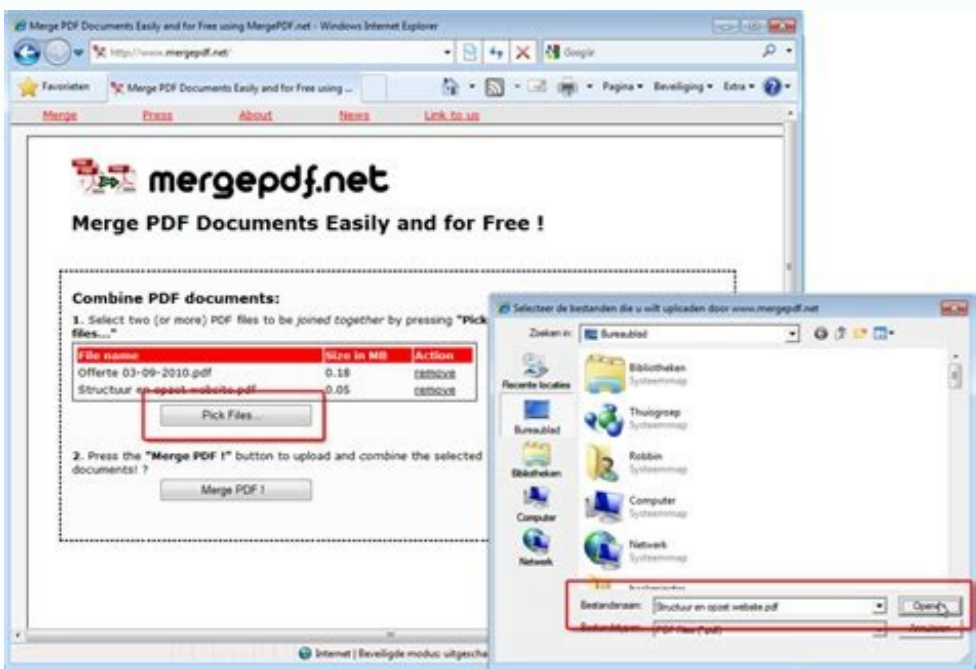 Merge PDF Documents Easily and for Free using MergePDF.net - Windows Internet Explorer
http://www.mergepdf.net/
Google
Favorieten
Merge PDF Documents Easily and for Free using ...
Pagina
Beveiliging
Extra
Merge
Press
About
News
Link to us
mergepdf.net
Merge PDF Documents Easily and for Free !
Combine PDF documents:
1. Select two (or more) PDF files to be joined together by pressing "Pick
files..."
File name Size in MB Action
Offerte 03-09-2010.pdf 0.18 remove
Structuur en opzet website.pdf 0.05 remove
Pick Files...
2. Press the "Merge PDF !" button to upload and combine the selected
documents! ?
Merge PDF !
Internet | Beveiligde modus: uitgescha
Selecteer de bestanden die u wilt uploaden door www.mergepdf.net
Zoeken in:
Bureaublad
Recente locaties
Bureaublad
Bibliotheken
Computer
Netwerk
Bibliotheken
Systeemmap
Thuisgroep
Systeemmap
Robbin
Systeemmap
Computer
Systeemmap
Netwerk
Systeemmap
Bestandsnaam:
Structuur en opzet website.pdf
Openen
Bestandstypen:
PDF Files (*.pdf)
Annuleren